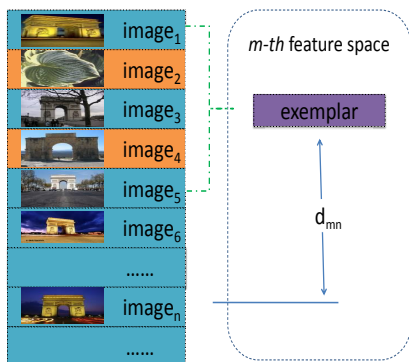 image₁
image₂
image₃
image₄
image₅
image₆
......
imageₙ
......
m-th feature space
exemplar
dₘₙ